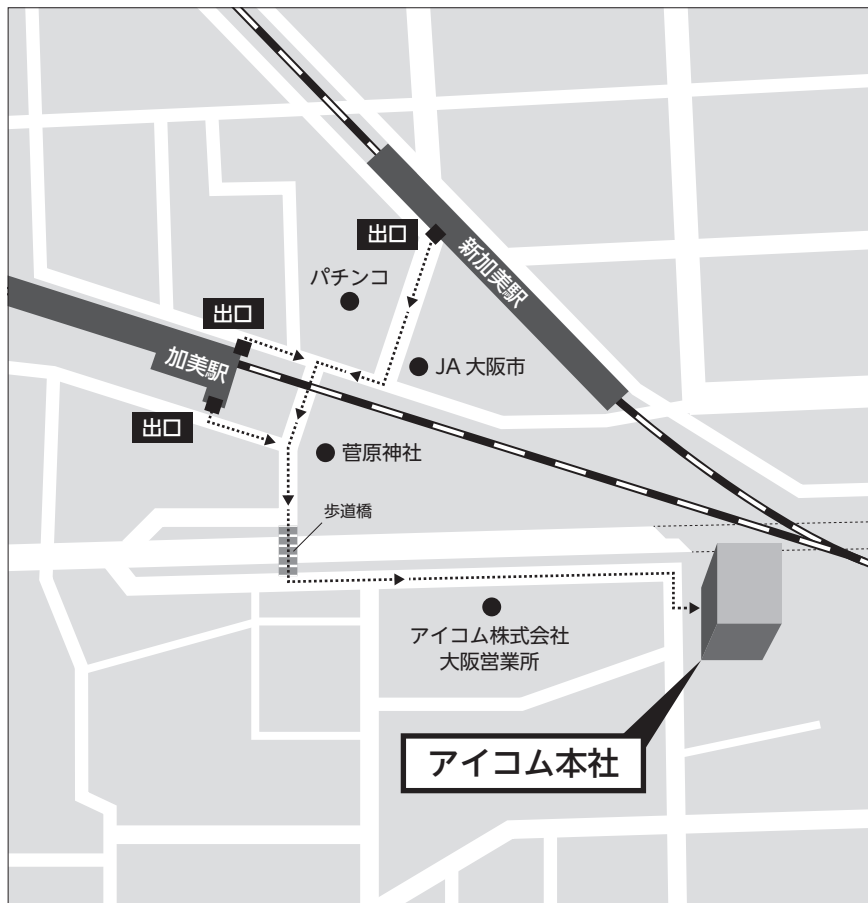 出口
新加美駅
パチンコ
出口
JA 大阪市
加美駅
出口
菅原神社
歩道橋
アイコム株式会社
大阪営業所
アイコム本社